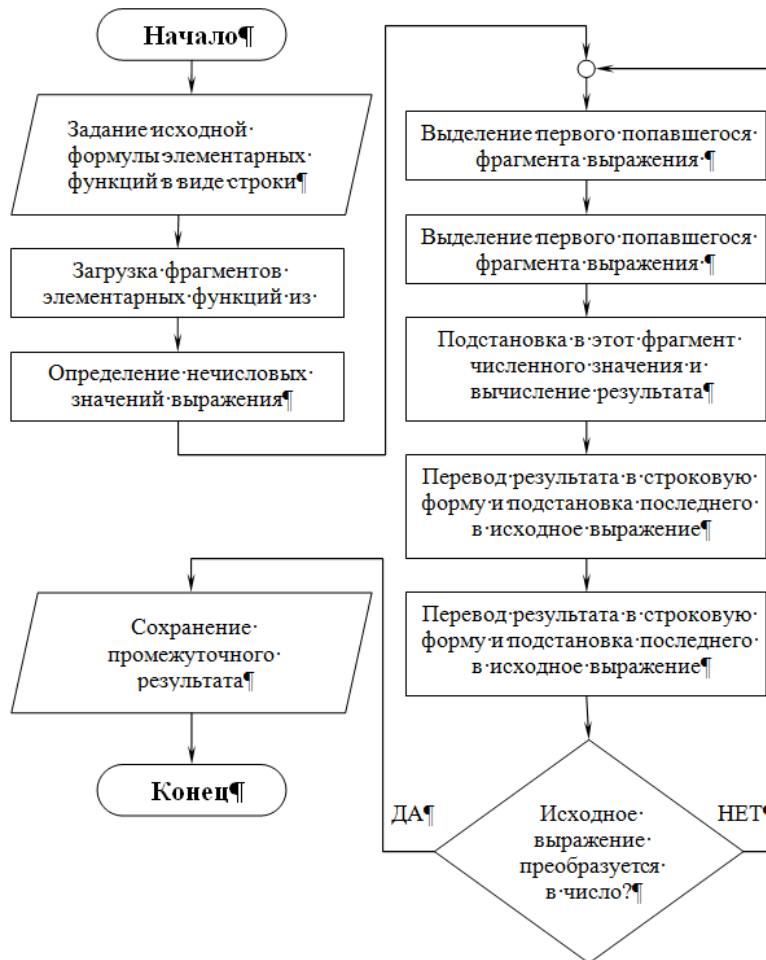 Начало¶
Задание·исходной·
формулы·элементарных·
функций·в·виде·строки¶
Загрузка·фрагментов·
элементарных·функций·из·
Определение·нечисловых·
значений·выражения¶
Выделение·первого·попавшегося·
фрагмента·выражения·¶
Выделение·первого·попавшегося·
фрагмента·выражения·¶
Подстановка·в·этот·фрагмент·
численного·значения·и·
вычисление·результата¶
Перевод·результата·в·строковую·
форму·и·подстановка·последнего·
в·исходное·выражение¶
Перевод·результата·в·строковую·
форму·и·подстановка·последнего·
в·исходное·выражение¶
Исходное·
выражение·
преобразуется·
в·число?¶
ДА¶
НЕТ¶
Сохранение·
промежуточного·
результата¶
Конец¶